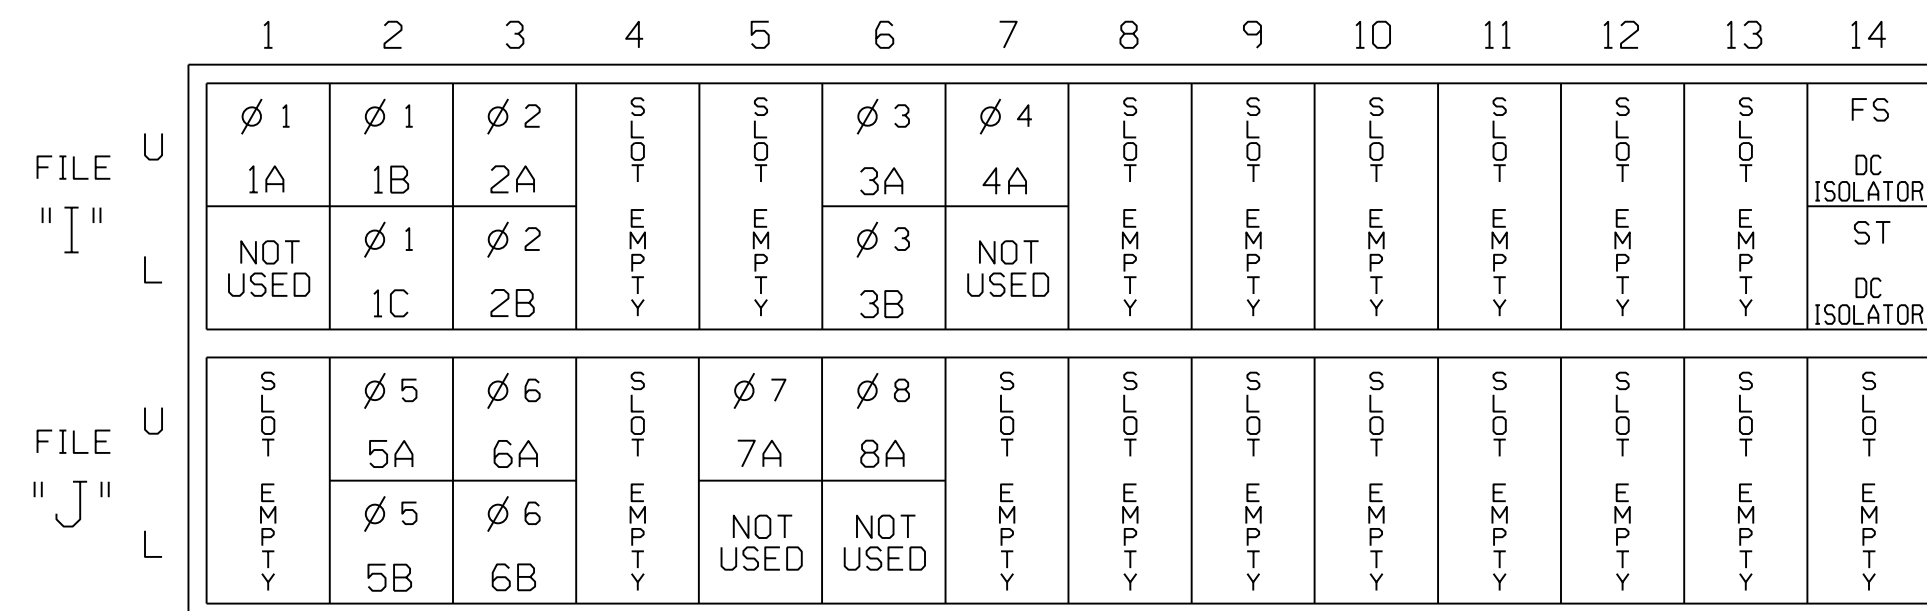 1 2 3 4 5 6 7 8 9 10 11 12 13 14
FILE "I"
U
Ø 1 1A
Ø 1 1B
Ø 2 2A
SLOT EMPTY
SLOT EMPTY
Ø 3 3A
Ø 4 4A
SLOT EMPTY
SLOT EMPTY
SLOT EMPTY
SLOT EMPTY
SLOT EMPTY
SLOT EMPTY
FS DC ISOLATOR
L
NOT USED
Ø 1 1C
Ø 2 2B
Ø 3 3B
NOT USED
ST DC ISOLATOR
FILE "J"
U
SLOT EMPTY
Ø 5 5A
Ø 6 6A
SLOT EMPTY
Ø 7 7A
Ø 8 8A
SLOT EMPTY
SLOT EMPTY
SLOT EMPTY
SLOT EMPTY
SLOT EMPTY
SLOT EMPTY
SLOT EMPTY
SLOT EMPTY
L
Ø 5 5B
Ø 6 6B
NOT USED
NOT USED